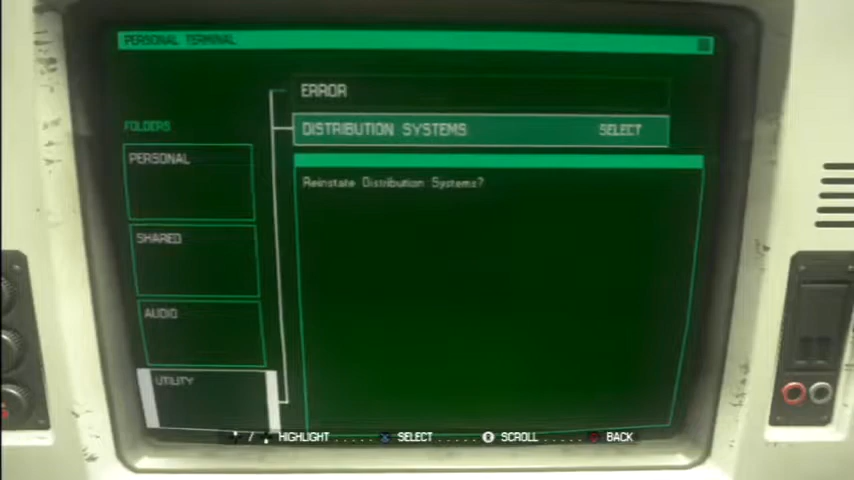 PERSONAL TERMINAL
ERROR
FOLDERS
DISTRIBUTION SYSTEMS SELECT
PERSONAL
Reinstate Distribution Systems?
SHARED
AUDIO
UTILITY
/ HIGHLIGHT ..... SELECT ..... SCROLL ..... BACK